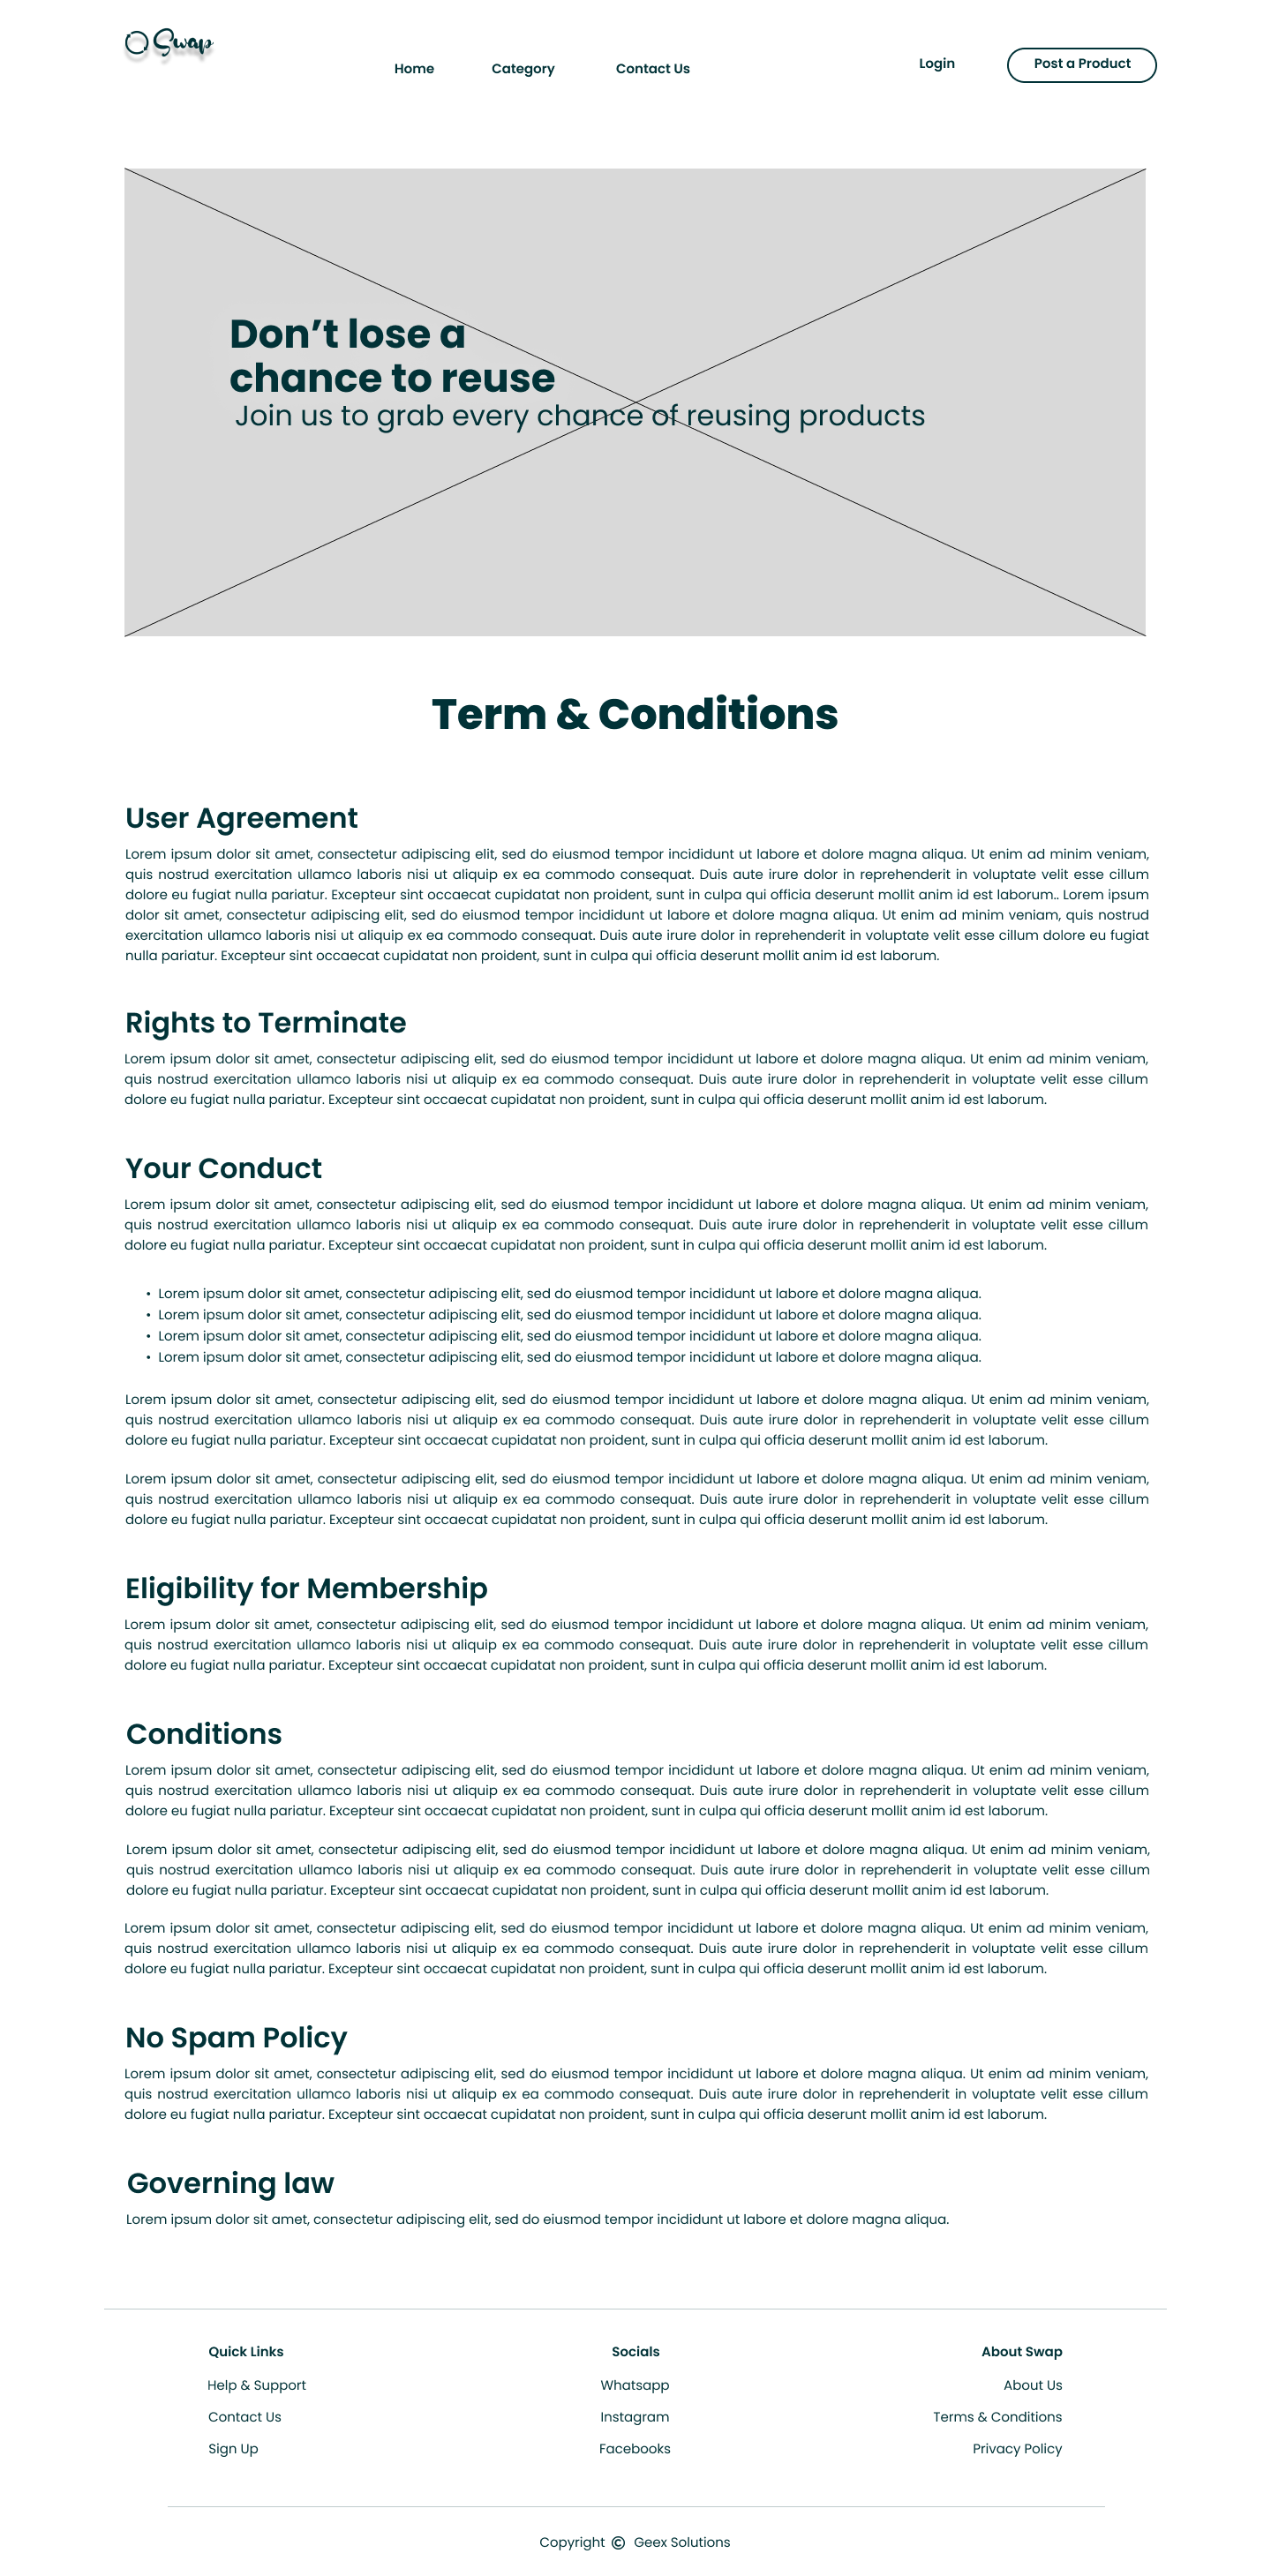 Swap
Home Category Contact Us Login Post a Product
Don’t lose a
chance to reuse
Join us to grab every chance of reusing products
Term & Conditions
User Agreement
Lorem ipsum dolor sit amet, consectetur adipiscing elit, sed do eiusmod tempor incididunt ut labore et dolore magna aliqua. Ut enim ad minim veniam,
quis nostrud exercitation ullamco laboris nisi ut aliquip ex ea commodo consequat. Duis aute irure dolor in reprehenderit in voluptate velit esse cillum
dolore eu fugiat nulla pariatur. Excepteur sint occaecat cupidatat non proident, sunt in culpa qui officia deserunt mollit anim id est laborum.. Lorem ipsum
dolor sit amet, consectetur adipiscing elit, sed do eiusmod tempor incididunt ut labore et dolore magna aliqua. Ut enim ad minim veniam, quis nostrud
exercitation ullamco laboris nisi ut aliquip ex ea commodo consequat. Duis aute irure dolor in reprehenderit in voluptate velit esse cillum dolore eu fugiat
nulla pariatur. Excepteur sint occaecat cupidatat non proident, sunt in culpa qui officia deserunt mollit anim id est laborum.
Rights to Terminate
Lorem ipsum dolor sit amet, consectetur adipiscing elit, sed do eiusmod tempor incididunt ut labore et dolore magna aliqua. Ut enim ad minim veniam,
quis nostrud exercitation ullamco laboris nisi ut aliquip ex ea commodo consequat. Duis aute irure dolor in reprehenderit in voluptate velit esse cillum
dolore eu fugiat nulla pariatur. Excepteur sint occaecat cupidatat non proident, sunt in culpa qui officia deserunt mollit anim id est laborum.
Your Conduct
Lorem ipsum dolor sit amet, consectetur adipiscing elit, sed do eiusmod tempor incididunt ut labore et dolore magna aliqua. Ut enim ad minim veniam,
quis nostrud exercitation ullamco laboris nisi ut aliquip ex ea commodo consequat. Duis aute irure dolor in reprehenderit in voluptate velit esse cillum
dolore eu fugiat nulla pariatur. Excepteur sint occaecat cupidatat non proident, sunt in culpa qui officia deserunt mollit anim id est laborum.
• Lorem ipsum dolor sit amet, consectetur adipiscing elit, sed do eiusmod tempor incididunt ut labore et dolore magna aliqua.
• Lorem ipsum dolor sit amet, consectetur adipiscing elit, sed do eiusmod tempor incididunt ut labore et dolore magna aliqua.
• Lorem ipsum dolor sit amet, consectetur adipiscing elit, sed do eiusmod tempor incididunt ut labore et dolore magna aliqua.
• Lorem ipsum dolor sit amet, consectetur adipiscing elit, sed do eiusmod tempor incididunt ut labore et dolore magna aliqua.
Lorem ipsum dolor sit amet, consectetur adipiscing elit, sed do eiusmod tempor incididunt ut labore et dolore magna aliqua. Ut enim ad minim veniam,
quis nostrud exercitation ullamco laboris nisi ut aliquip ex ea commodo consequat. Duis aute irure dolor in reprehenderit in voluptate velit esse cillum
dolore eu fugiat nulla pariatur. Excepteur sint occaecat cupidatat non proident, sunt in culpa qui officia deserunt mollit anim id est laborum.
Lorem ipsum dolor sit amet, consectetur adipiscing elit, sed do eiusmod tempor incididunt ut labore et dolore magna aliqua. Ut enim ad minim veniam,
quis nostrud exercitation ullamco laboris nisi ut aliquip ex ea commodo consequat. Duis aute irure dolor in reprehenderit in voluptate velit esse cillum
dolore eu fugiat nulla pariatur. Excepteur sint occaecat cupidatat non proident, sunt in culpa qui officia deserunt mollit anim id est laborum.
Eligibility for Membership
Lorem ipsum dolor sit amet, consectetur adipiscing elit, sed do eiusmod tempor incididunt ut labore et dolore magna aliqua. Ut enim ad minim veniam,
quis nostrud exercitation ullamco laboris nisi ut aliquip ex ea commodo consequat. Duis aute irure dolor in reprehenderit in voluptate velit esse cillum
dolore eu fugiat nulla pariatur. Excepteur sint occaecat cupidatat non proident, sunt in culpa qui officia deserunt mollit anim id est laborum.
Conditions
Lorem ipsum dolor sit amet, consectetur adipiscing elit, sed do eiusmod tempor incididunt ut labore et dolore magna aliqua. Ut enim ad minim veniam,
quis nostrud exercitation ullamco laboris nisi ut aliquip ex ea commodo consequat. Duis aute irure dolor in reprehenderit in voluptate velit esse cillum
dolore eu fugiat nulla pariatur. Excepteur sint occaecat cupidatat non proident, sunt in culpa qui officia deserunt mollit anim id est laborum.
Lorem ipsum dolor sit amet, consectetur adipiscing elit, sed do eiusmod tempor incididunt ut labore et dolore magna aliqua. Ut enim ad minim veniam,
quis nostrud exercitation ullamco laboris nisi ut aliquip ex ea commodo consequat. Duis aute irure dolor in reprehenderit in voluptate velit esse cillum
dolore eu fugiat nulla pariatur. Excepteur sint occaecat cupidatat non proident, sunt in culpa qui officia deserunt mollit anim id est laborum.
Lorem ipsum dolor sit amet, consectetur adipiscing elit, sed do eiusmod tempor incididunt ut labore et dolore magna aliqua. Ut enim ad minim veniam,
quis nostrud exercitation ullamco laboris nisi ut aliquip ex ea commodo consequat. Duis aute irure dolor in reprehenderit in voluptate velit esse cillum
dolore eu fugiat nulla pariatur. Excepteur sint occaecat cupidatat non proident, sunt in culpa qui officia deserunt mollit anim id est laborum.
No Spam Policy
Lorem ipsum dolor sit amet, consectetur adipiscing elit, sed do eiusmod tempor incididunt ut labore et dolore magna aliqua. Ut enim ad minim veniam,
quis nostrud exercitation ullamco laboris nisi ut aliquip ex ea commodo consequat. Duis aute irure dolor in reprehenderit in voluptate velit esse cillum
dolore eu fugiat nulla pariatur. Excepteur sint occaecat cupidatat non proident, sunt in culpa qui officia deserunt mollit anim id est laborum.
Governing law
Lorem ipsum dolor sit amet, consectetur adipiscing elit, sed do eiusmod tempor incididunt ut labore et dolore magna aliqua.
Quick Links Socials About Swap
Help & Support Whatsapp About Us
Contact Us Instagram Terms & Conditions
Sign Up Facebooks Privacy Policy
Copyright © Geex Solutions